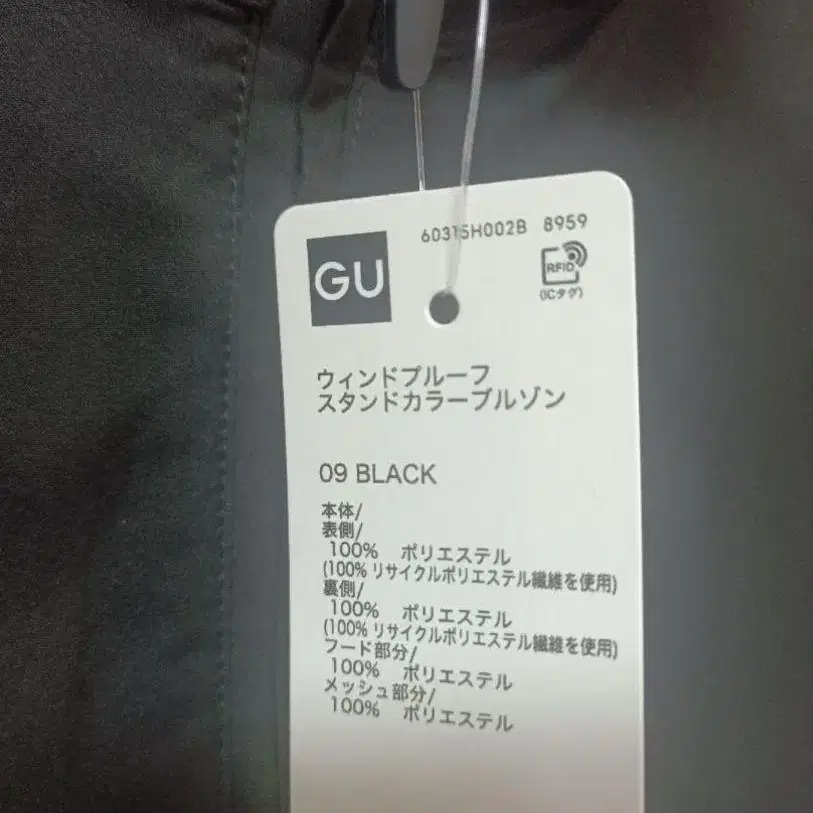 60315H002B 8959
GU
RFID
(ICタグ)
ウィンドプルーフ
スタンドカラーブルゾン
09 BLACK
本体/
表側/
100% ポリエステル
(100% リサイクルポリエステル繊維を使用)
裏側/
100% ポリエステル
(100% リサイクルポリエステル繊維を使用)
フード部分/
100% ポリエステル
メッシュ部分/
100% ポリエステル